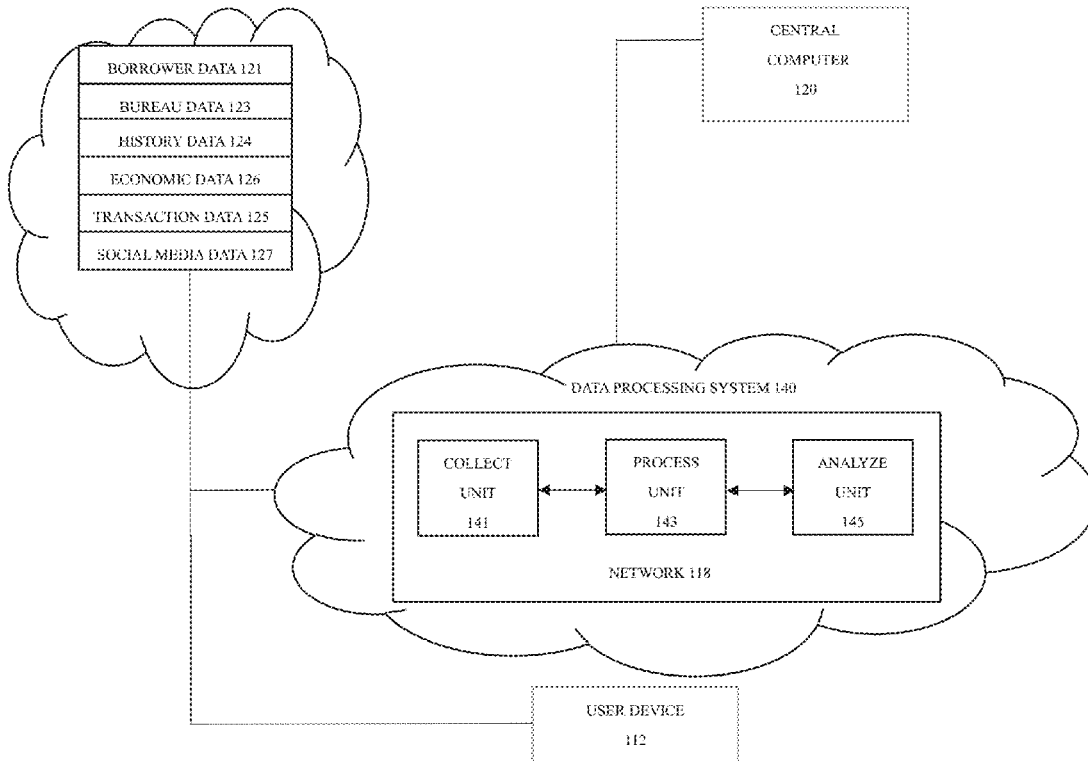 BORROWER DATA 121
BUREAU DATA 123
HISTORY DATA 124
ECONOMIC DATA 126
TRANSACTION DATA 125
SOCIAL MEDIA DATA 127
CENTRAL
COMPUTER
120
DATA PROCESSING SYSTEM 140
COLLECT
UNIT
141
PROCESS
UNIT
143
ANALYZE
UNIT
145
NETWORK 118
USER DEVICE
112